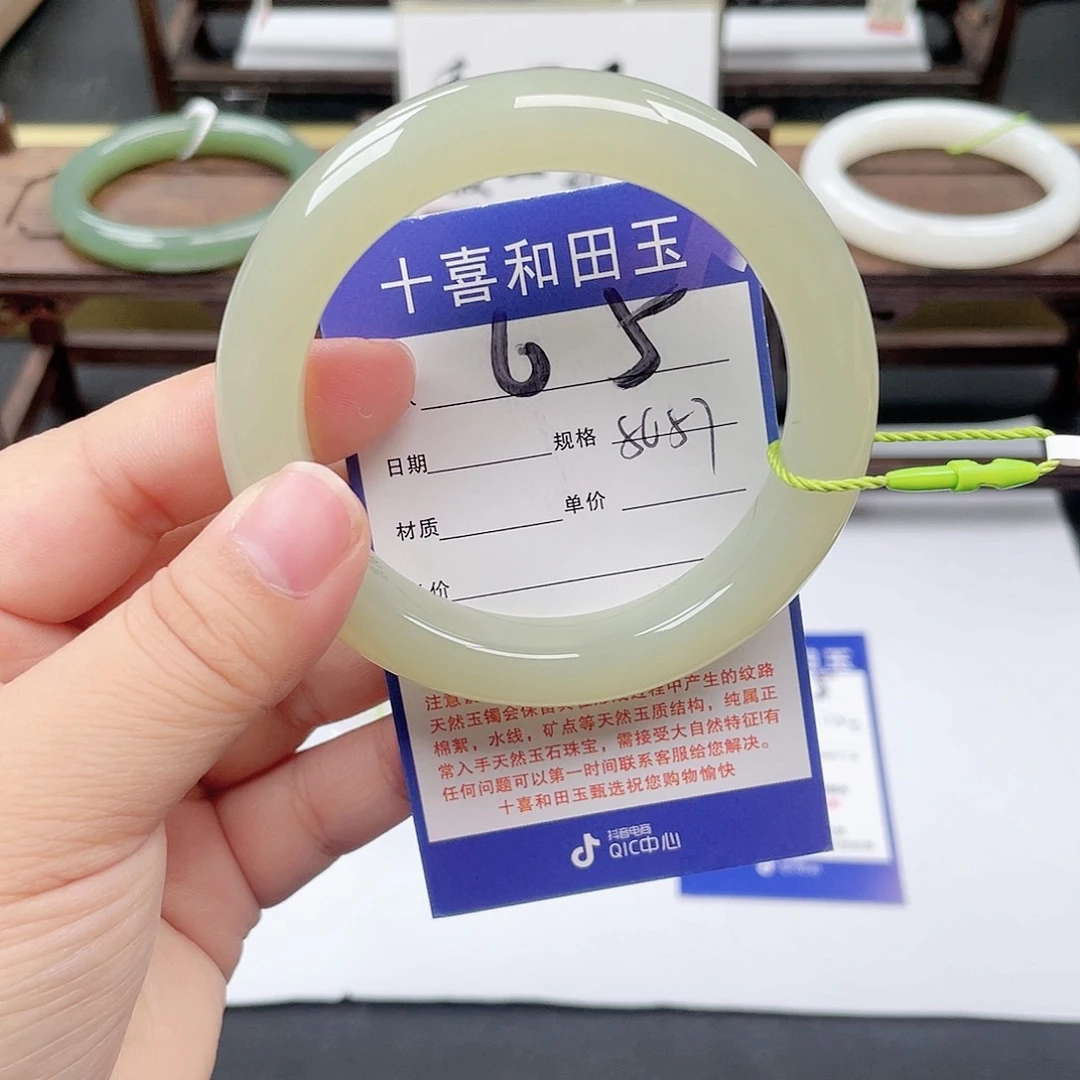 十喜和田玉
65
日期 规格
材质 单价
价
注意
过程中产生的纹路
天然玉镯会保留
棉絮，水线，矿点等天然玉质结构，纯属正
常入手天然玉石珠宝，需接受大自然特征!有
任何问题可以第一时间联系客服给您解决。
十喜和田玉甄选祝您购物愉快
抖音电商
QIC中心